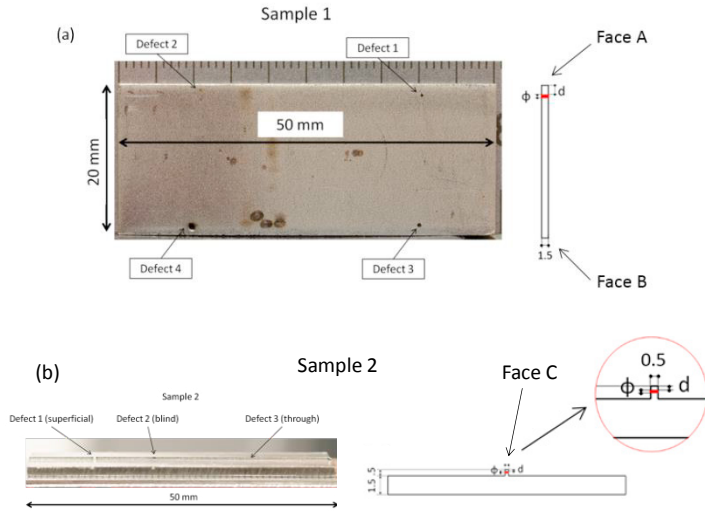 Sample 1
(a)
Defect 2
Defect 1
Face A
ϕ
d
50 mm
20 mm
Defect 4
Defect 3
1.5
Face B
(b)
Sample 2
Face C
0.5
ϕ
d
Sample 2
Defect 1 (superficial)
Defect 2 (blind)
Defect 3 (through)
ϕ
d
1.5
.5
50 mm